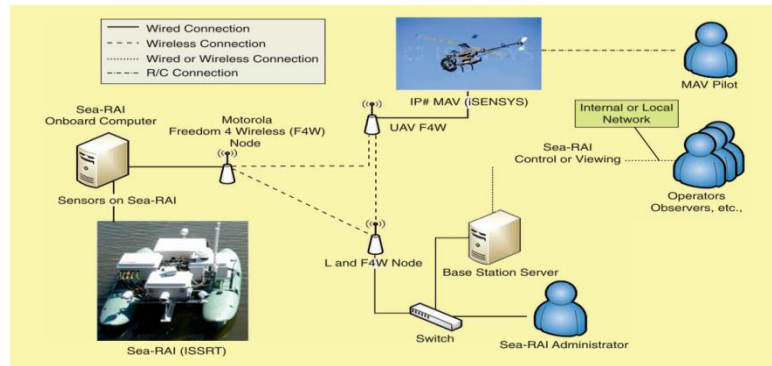 Wired Connection
Wireless Connection
Wired or Wireless Connection
R/C Connection
MAV Pilot
IP# MAV (iSENSYS)
Sea-RAI
Onboard Computer
Motorola
Freedom 4 Wireless (F4W)
Node
UAV F4W
Internal or Local
Network
Sea-RAI
Control or Viewing
Operators
Observers, etc.,
Sensors on Sea-RAI
L and F4W Node
Base Station Server
Switch
Sea-RAI Administrator
Sea-RAI (ISSRT)